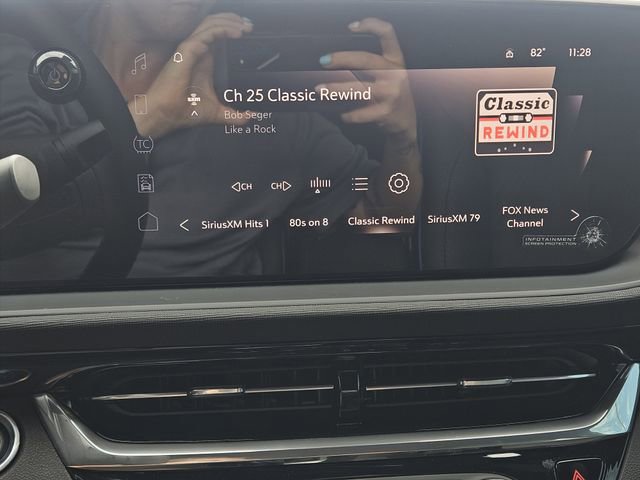 82° 11:28
Ch 25 Classic Rewind
Bob Seger
Like a Rock
Classic
REWIND
TC
◁CH CH▷
SiriusXM Hits 1 80s on 8 Classic Rewind SiriusXM 79 FOX News
Channel
INFOTAINMENT
SCREEN PROTECTION